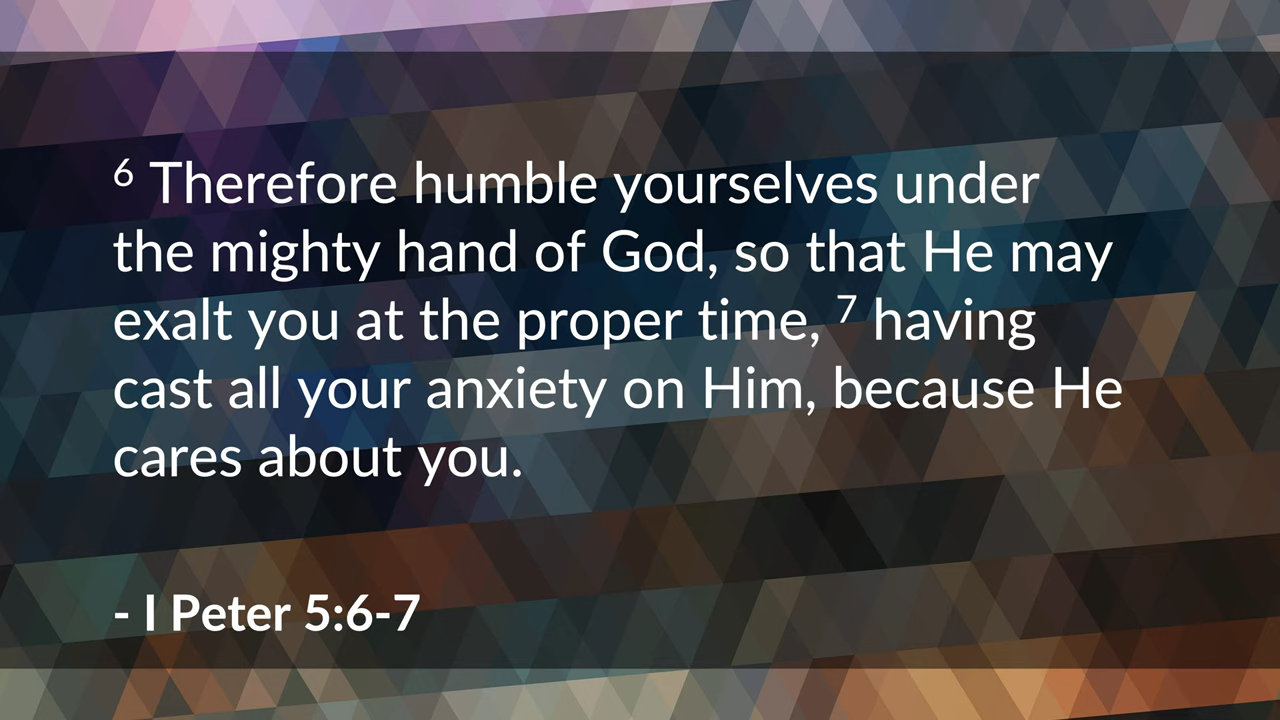 6 Therefore humble yourselves under
the mighty hand of God, so that He may
exalt you at the proper time, 7 having
cast all your anxiety on Him, because He
cares about you.
- I Peter 5:6-7